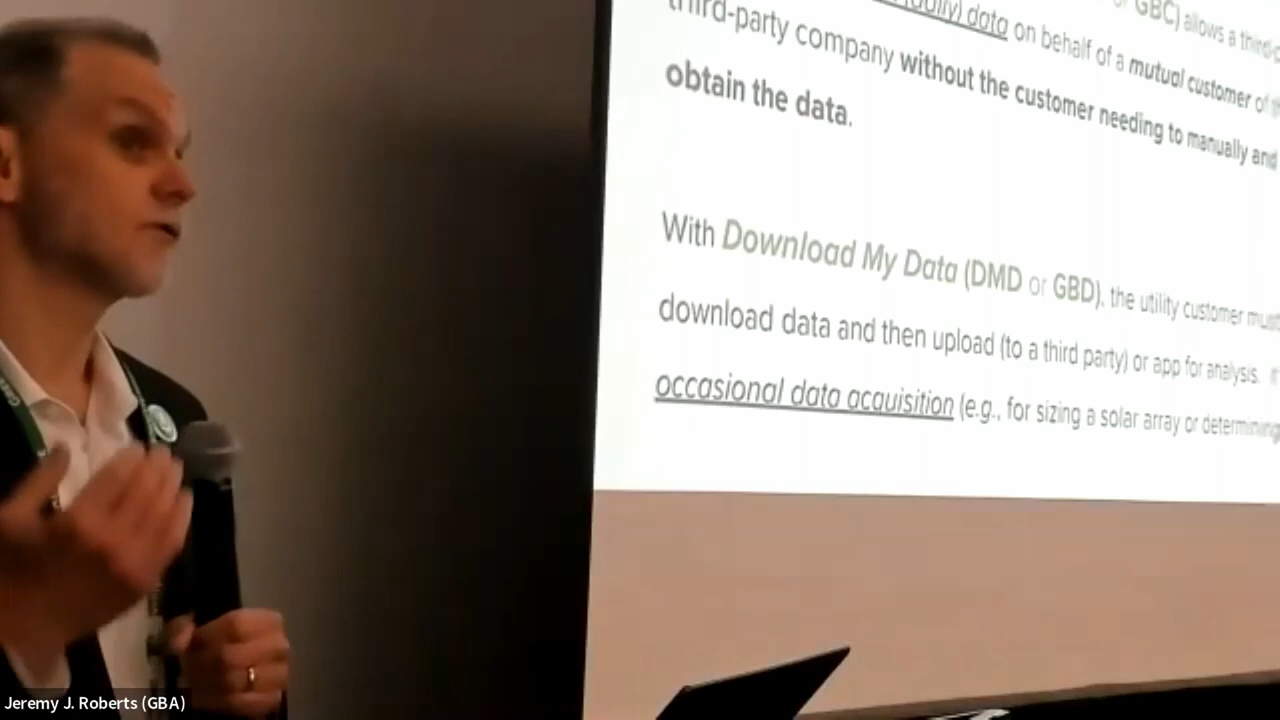 GBC) allows a
data on behalf of a mutual customer of
third-party company without the customer needing to manually and
obtain the data.
With Download My Data (DMD or GBD), the utility customer
download data and then upload (to a third party) or app for analysis.
occasional data acquisition (e.g., for sizing a solar array or determining
Jeremy J. Roberts (GBA)